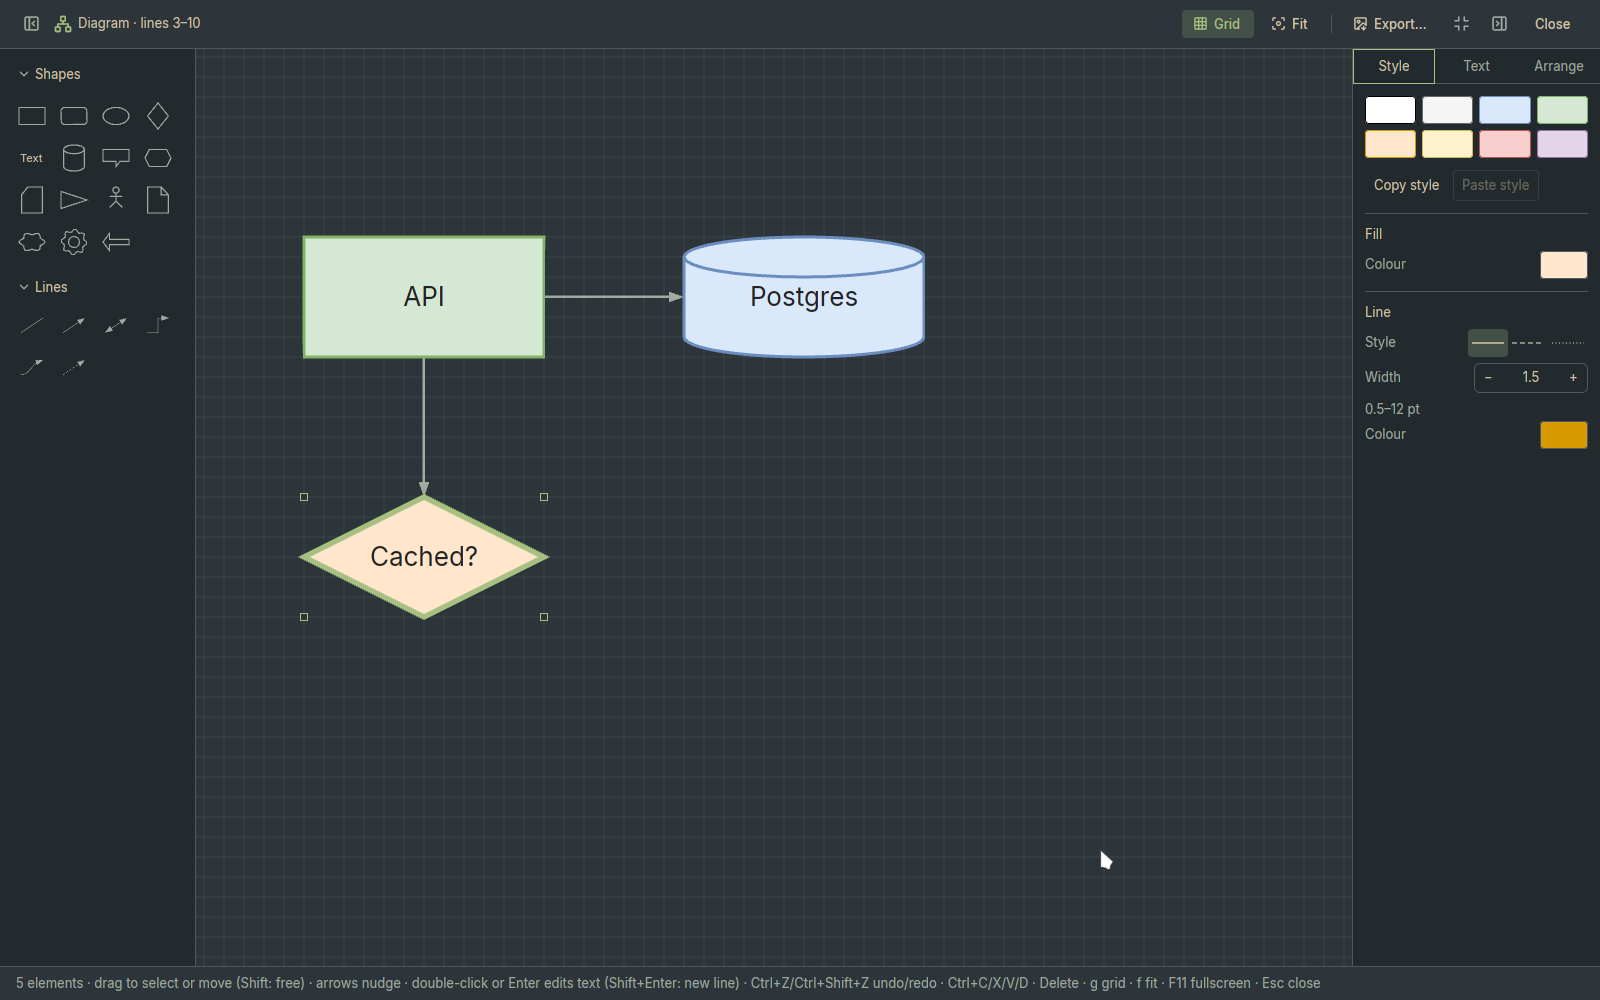 Diagram · lines 3–10
Grid
Fit
Export...
Close
Shapes
Text
Lines
API
Postgres
Cached?
Style
Text
Arrange
Copy style
Paste style
Fill
Colour
Line
Style
Width
− 1.5 +
0.5–12 pt
Colour
5 elements · drag to select or move (Shift: free) · arrows nudge · double-click or Enter edits text (Shift+Enter: new line) · Ctrl+Z/Ctrl+Shift+Z undo/redo · Ctrl+C/X/V/D · Delete · g grid · f fit · F11 fullscreen · Esc close